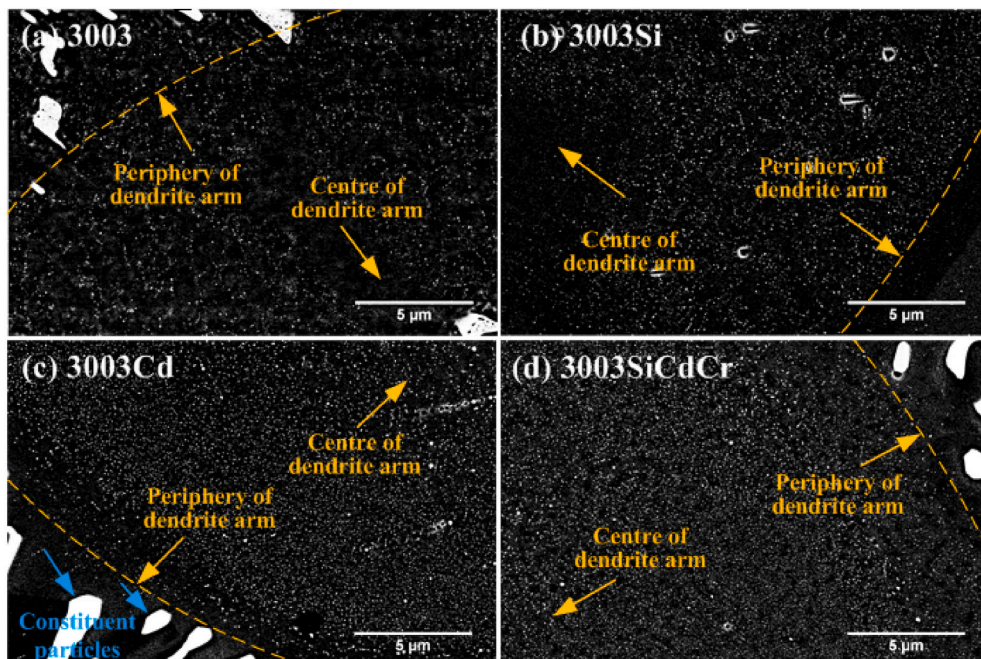 (a) 3003
Periphery of
dendrite arm
Centre of
dendrite arm
5 µm
(b) 3003Si
Periphery of
dendrite arm
Centre of
dendrite arm
5 µm
(c) 3003Cd
Centre of
dendrite arm
Periphery of
dendrite arm
Constituent
particles
5 µm
(d) 3003SiCdCr
Periphery of
dendrite arm
Centre of
dendrite arm
5 µm